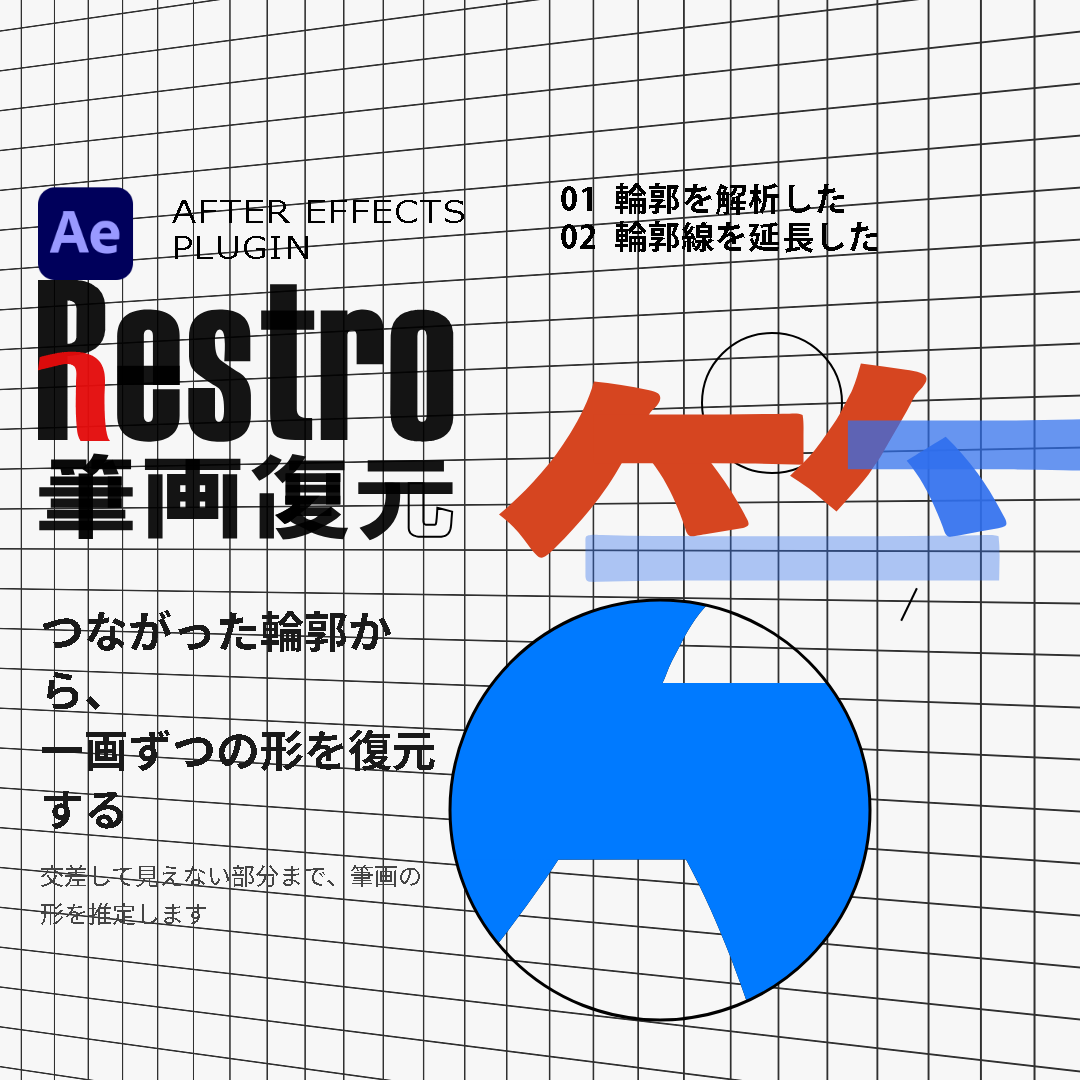 Ae
AFTER EFFECTS
PLUGIN
01 輪郭を解析した
02 輪郭線を延長した
Restro
筆画復元
つながった輪郭か
ら、
一画ずつの形を復元
する
交差して見えない部分まで、筆画の
形を推定します